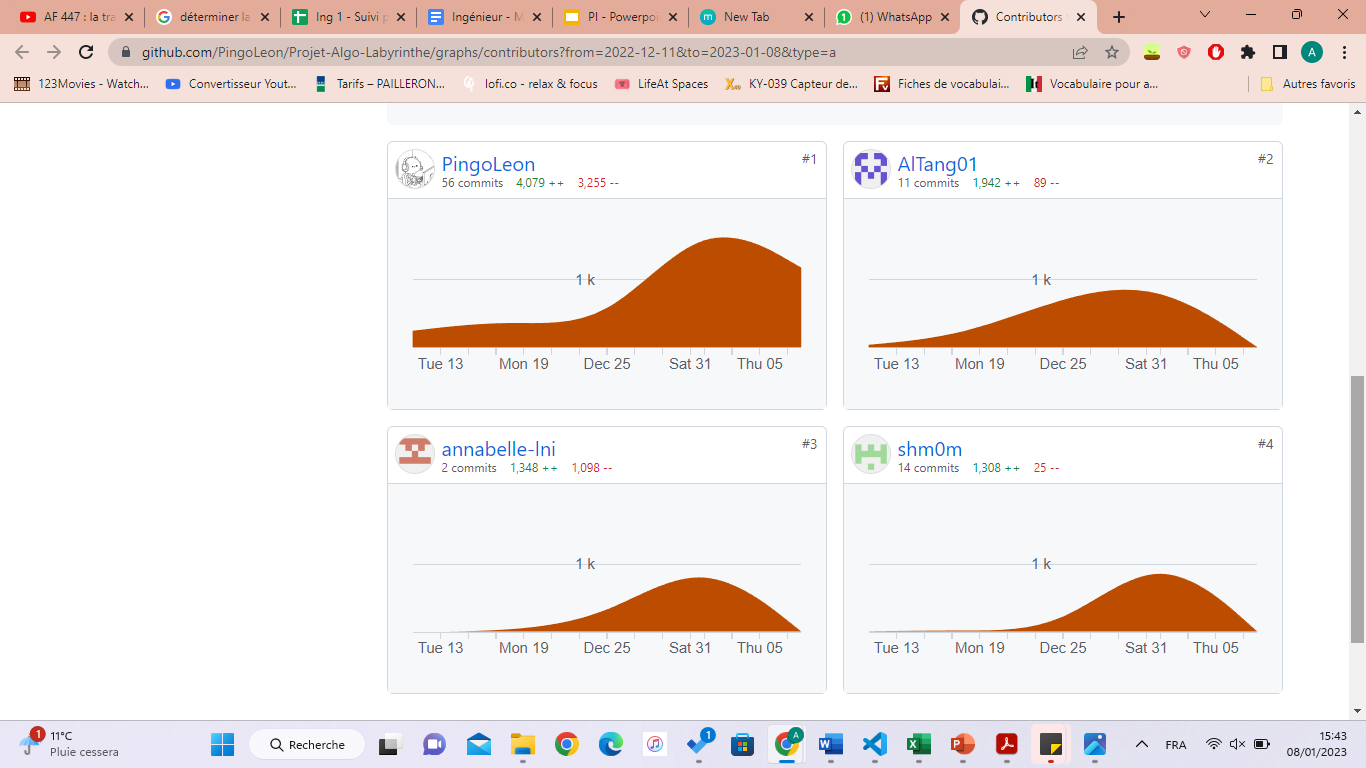 AF 447 : la tra
déterminer la
Ing 1 - Suivi p
Ingénieur - M
PI - Powerpo
New Tab
(1) WhatsApp
Contributors t
github.com/PingoLeon/Projet-Algo-Labyrinthe/graphs/contributors?from=2022-12-11&to=2023-01-08&type=a
A
123Movies - Watch...
Convertisseur Yout...
Tarifs – PAILLERON...
lofi.co - relax & focus
LifeAt Spaces
KY-039 Capteur de...
Fiches de vocabulai...
Vocabulaire pour a...
Autres favoris
PingoLeon
#1
56 commits 4,079 ++ 3,255 --
1 k
Tue 13 Mon 19 Dec 25 Sat 31 Thu 05
AlTang01
#2
11 commits 1,942 ++ 89 --
1 k
Tue 13 Mon 19 Dec 25 Sat 31 Thu 05
annabelle-lni
#3
2 commits 1,348 ++ 1,098 --
1 k
Tue 13 Mon 19 Dec 25 Sat 31 Thu 05
shm0m
#4
14 commits 1,308 ++ 25 --
1 k
Tue 13 Mon 19 Dec 25 Sat 31 Thu 05
1
11°C
Pluie cessera
Recherche
1
A
FRA
15:43
08/01/2023